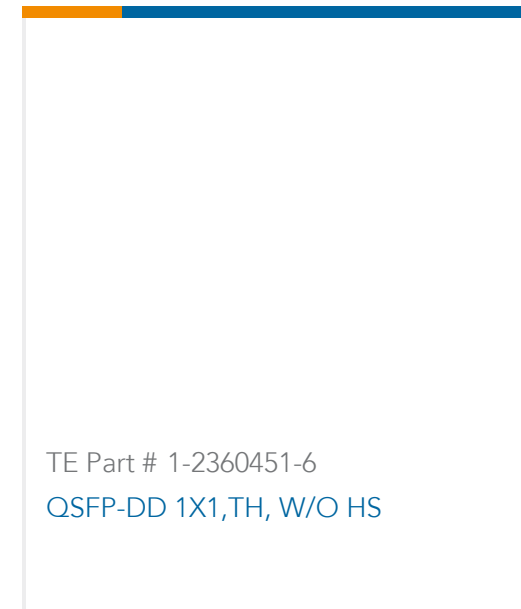 TE Part # 1-2360451-6
QSFP-DD 1X1,TH, W/O HS